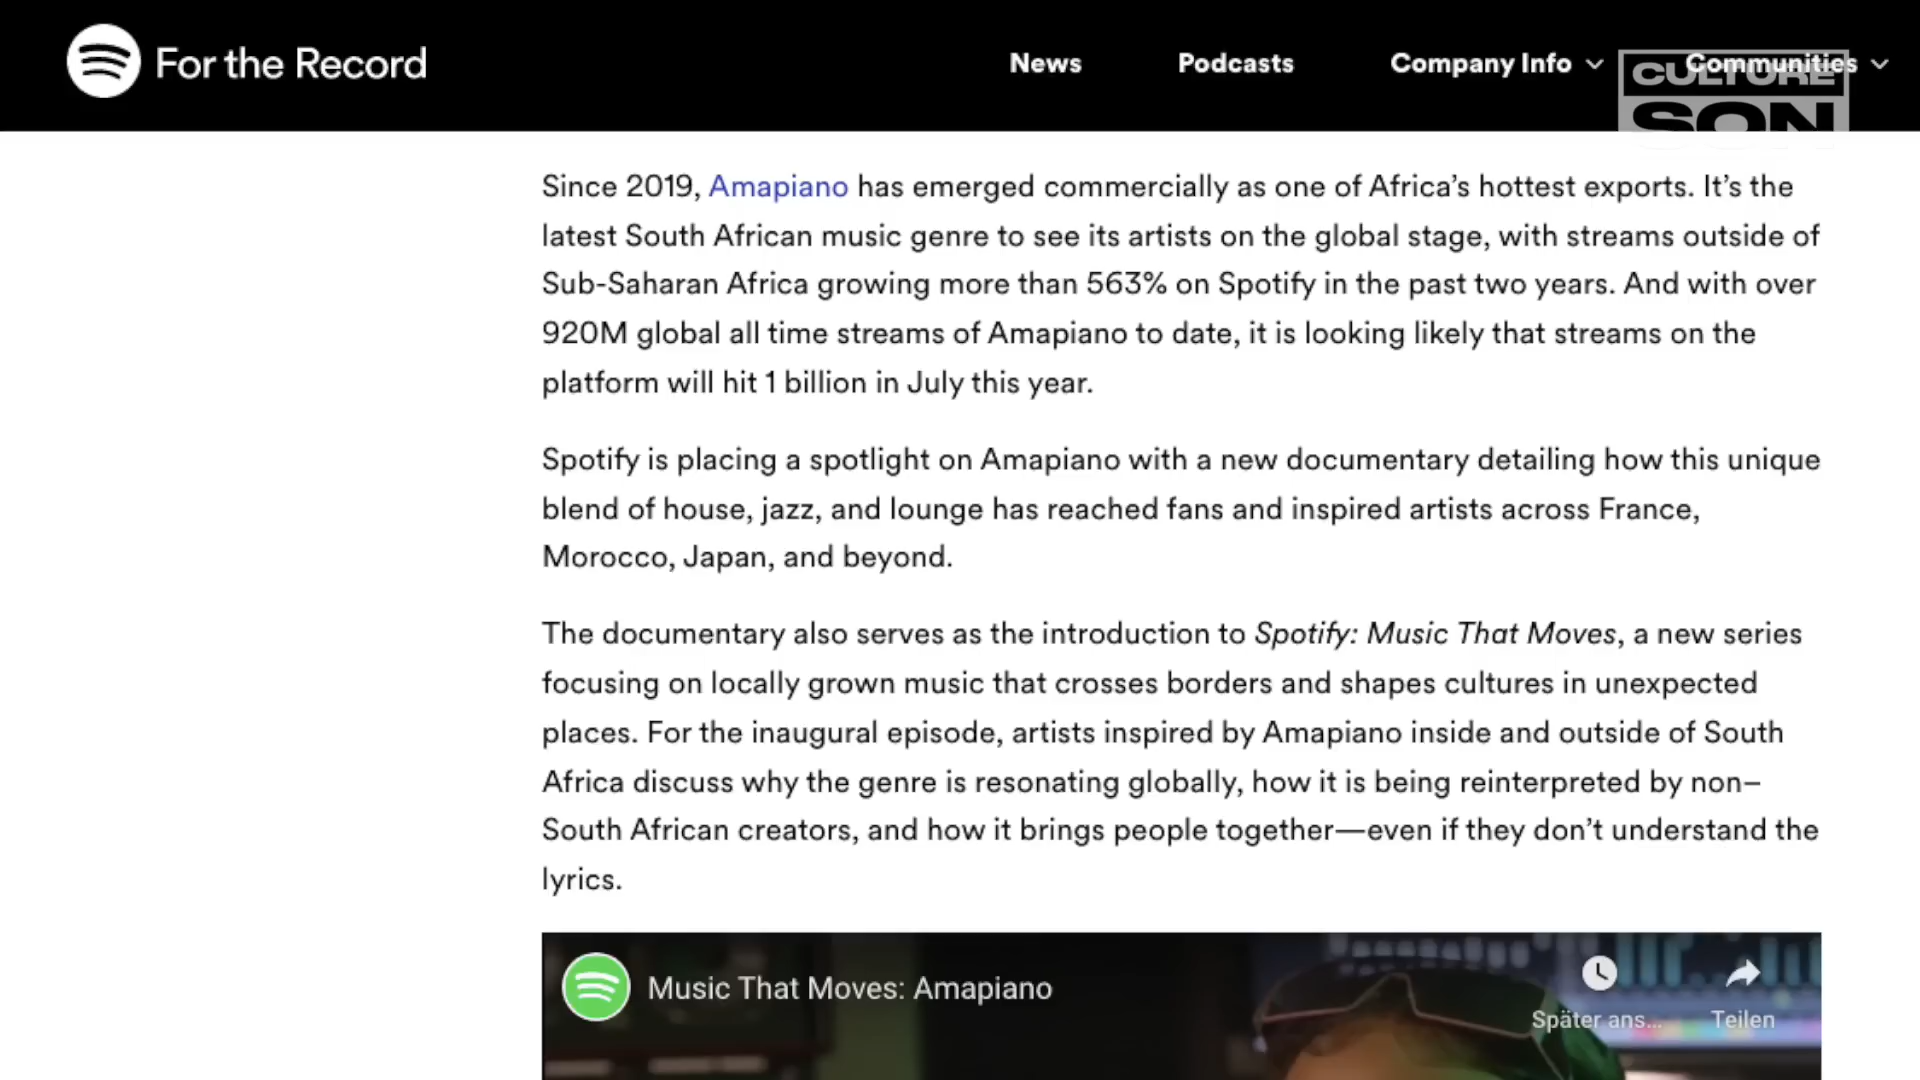 For the Record
News Podcasts Company Info Communities
CULTURE
SON
Since 2019, Amapiano has emerged commercially as one of Africa’s hottest exports. It’s the
latest South African music genre to see its artists on the global stage, with streams outside of
Sub-Saharan Africa growing more than 563% on Spotify in the past two years. And with over
920M global all time streams of Amapiano to date, it is looking likely that streams on the
platform will hit 1 billion in July this year.
Spotify is placing a spotlight on Amapiano with a new documentary detailing how this unique
blend of house, jazz, and lounge has reached fans and inspired artists across France,
Morocco, Japan, and beyond.
The documentary also serves as the introduction to Spotify: Music That Moves, a new series
focusing on locally grown music that crosses borders and shapes cultures in unexpected
places. For the inaugural episode, artists inspired by Amapiano inside and outside of South
Africa discuss why the genre is resonating globally, how it is being reinterpreted by non–
South African creators, and how it brings people together—even if they don’t understand the
lyrics.
Music That Moves: Amapiano
Später ans...
Teilen